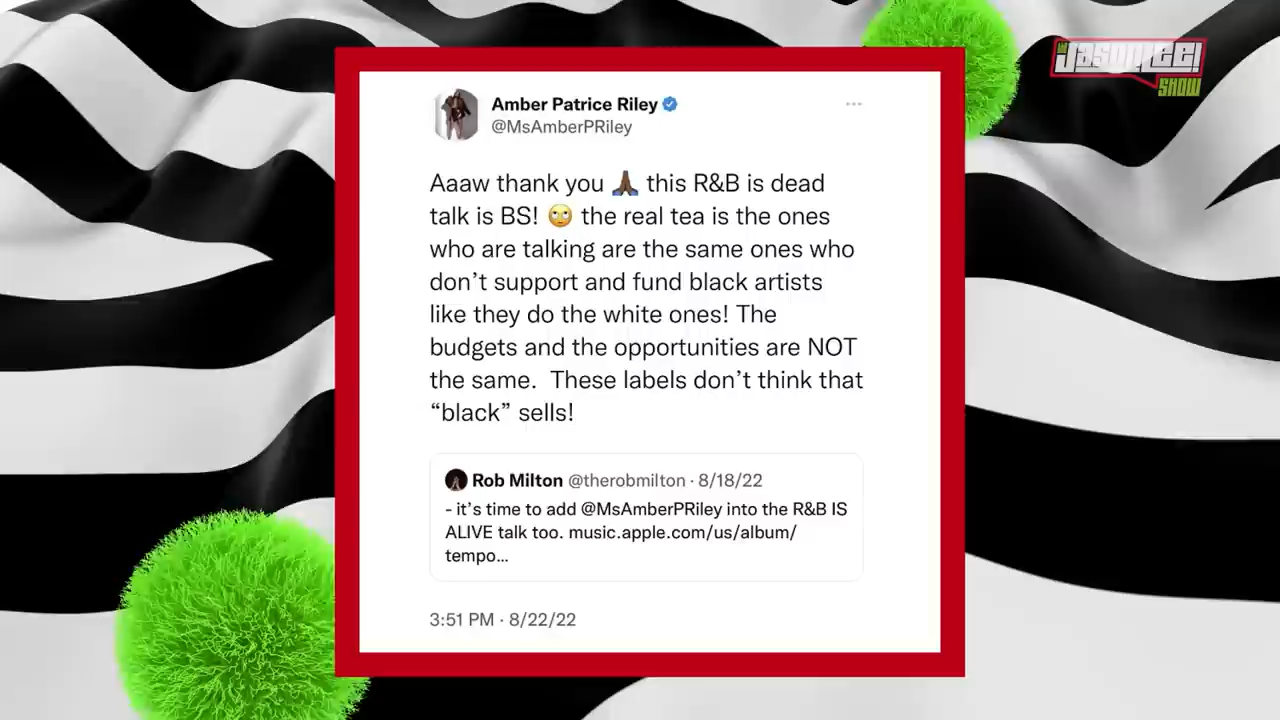 THE
JASON LEE!
SHOW
Amber Patrice Riley
@MsAmberPRiley
Aaaw thank you 🙏🏾 this R&B is dead
talk is BS! 🙄 the real tea is the ones
who are talking are the same ones who
don’t support and fund black artists
like they do the white ones! The
budgets and the opportunities are NOT
the same.  These labels don’t think that
“black” sells!
Rob Milton @therobmilton · 8/18/22
- it’s time to add @MsAmberPRiley into the R&B IS
ALIVE talk too. music.apple.com/us/album/
tempo...
3:51 PM · 8/22/22